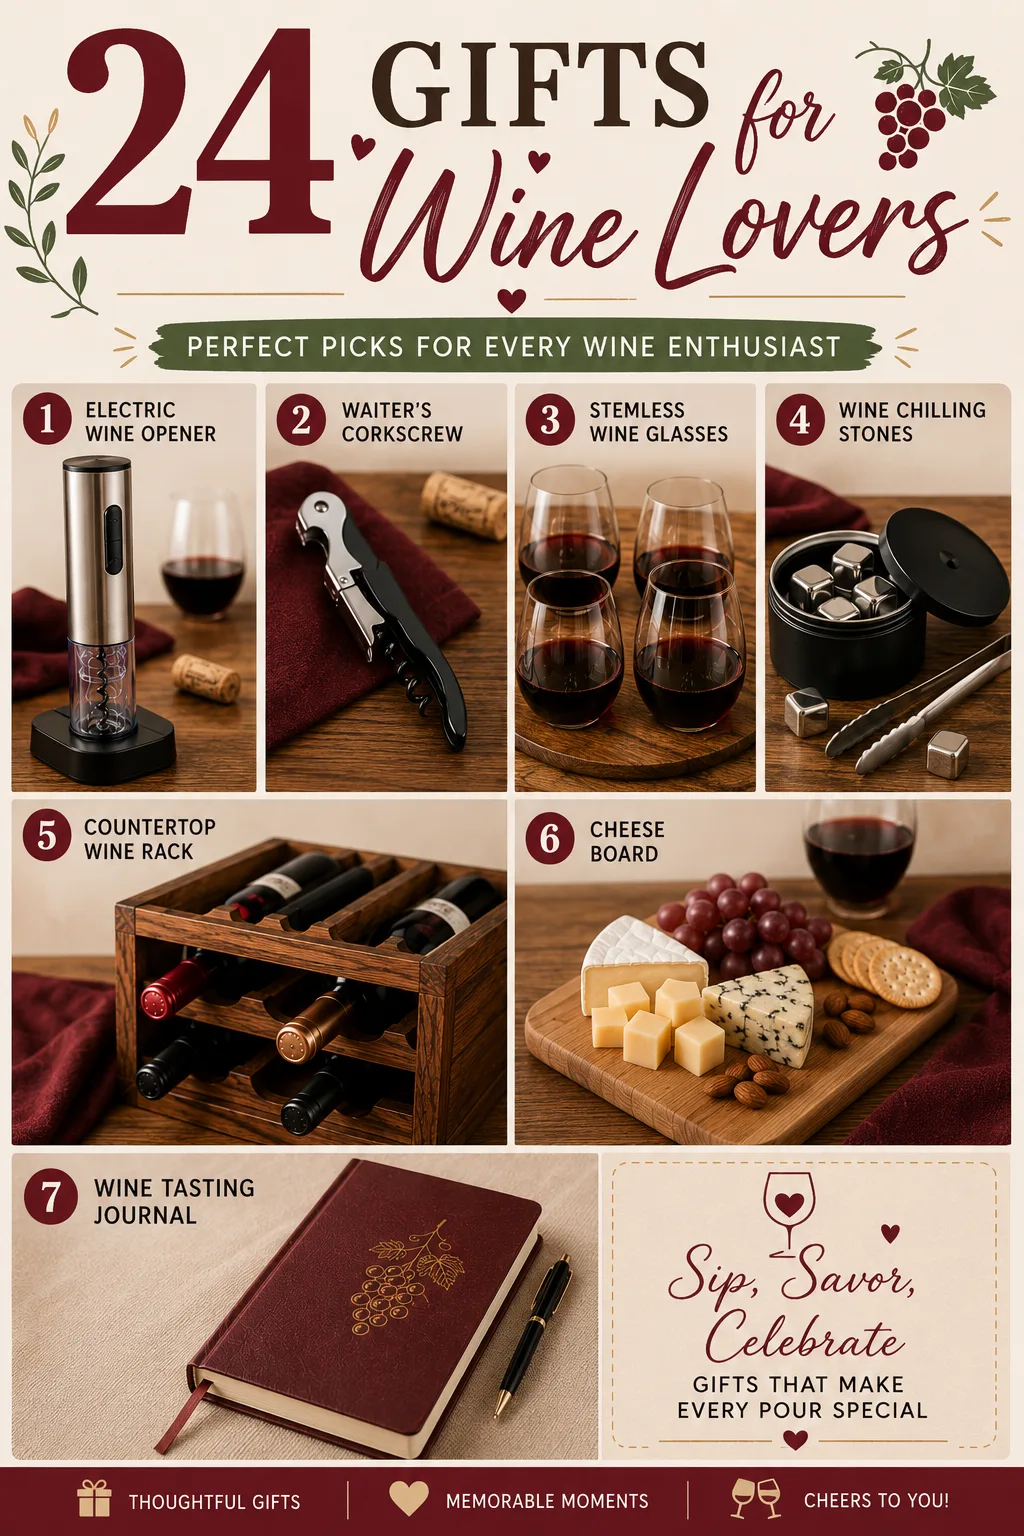 24 GIFTS for
Wine Lovers
PERFECT PICKS FOR EVERY WINE ENTHUSIAST
1 ELECTRIC
WINE OPENER
2 WAITER'S
CORKSCREW
3 STEMLESS
WINE GLASSES
4 WINE CHILLING
STONES
5 COUNTERTOP
WINE RACK
6 CHEESE
BOARD
7 WINE TASTING
JOURNAL
Sip, Savor,
Celebrate
GIFTS THAT MAKE
EVERY POUR SPECIAL
THOUGHTFUL GIFTS
MEMORABLE MOMENTS
CHEERS TO YOU!